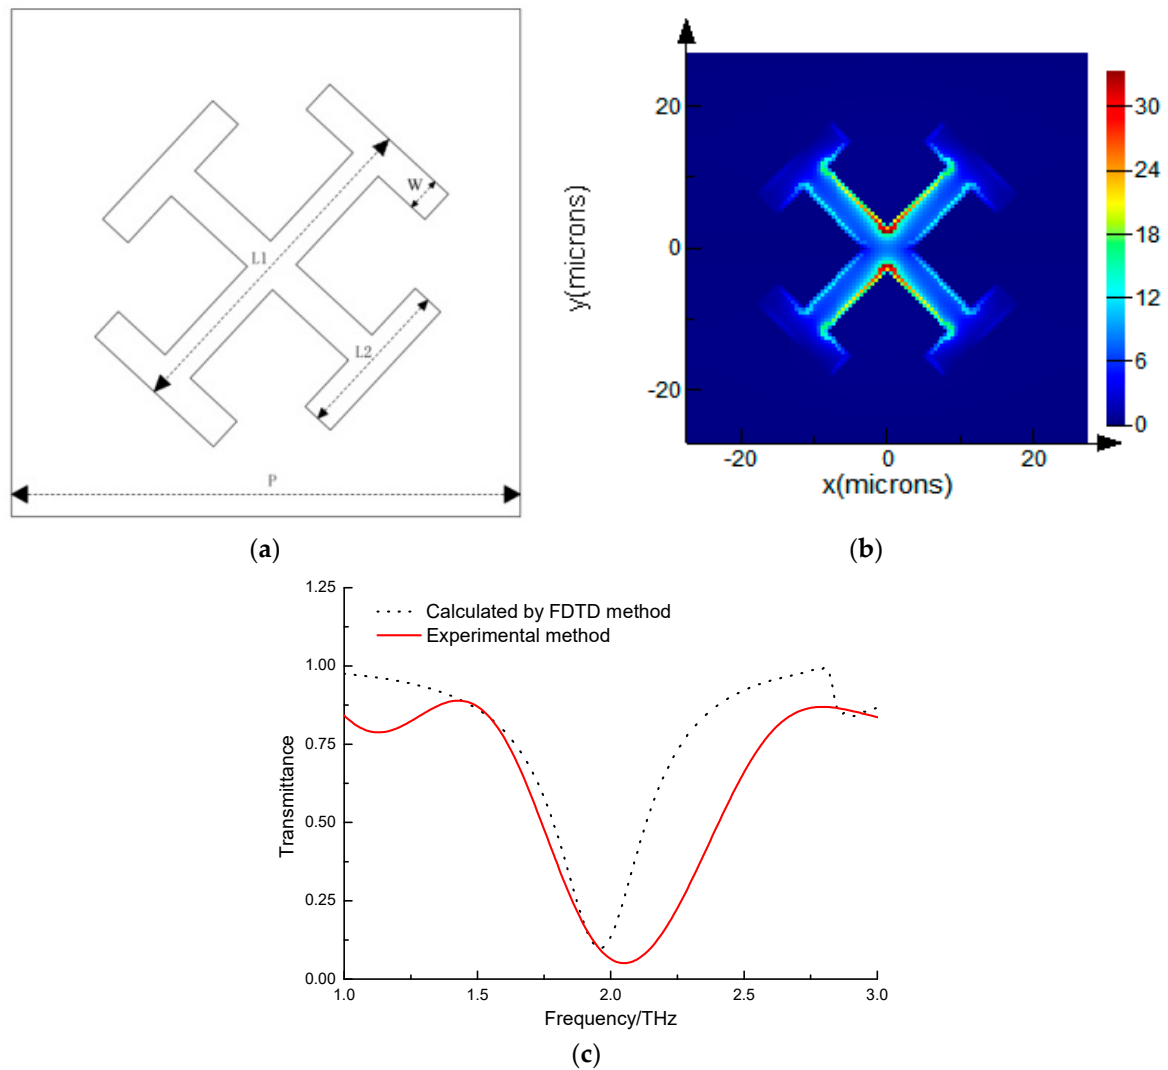 W
L1
L2
P
(a)
y(microns)
20
0
-20
-20
0
20
x(microns)
30
24
18
12
6
0
(b)
Transmittance
1.25
1.00
0.75
0.50
0.25
0.00
Calculated by FDTD method
Experimental method
1.0
1.5
2.0
2.5
3.0
Frequency/THz
(c)